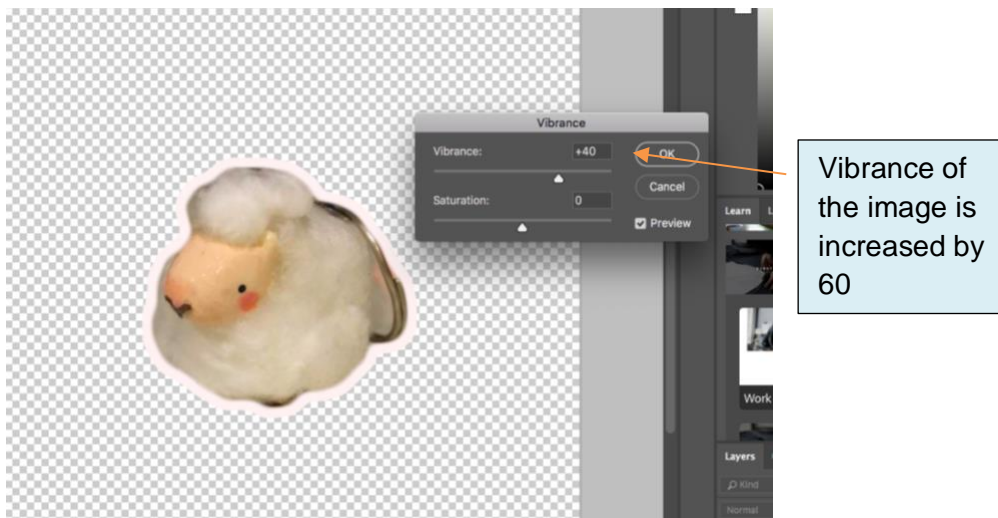 Vibrance
Vibrance: +40 OK
Cancel
Saturation: 0
Preview
Learn
Work
Layers
Kind
Normal
Vibrance of
the image is
increased by
60